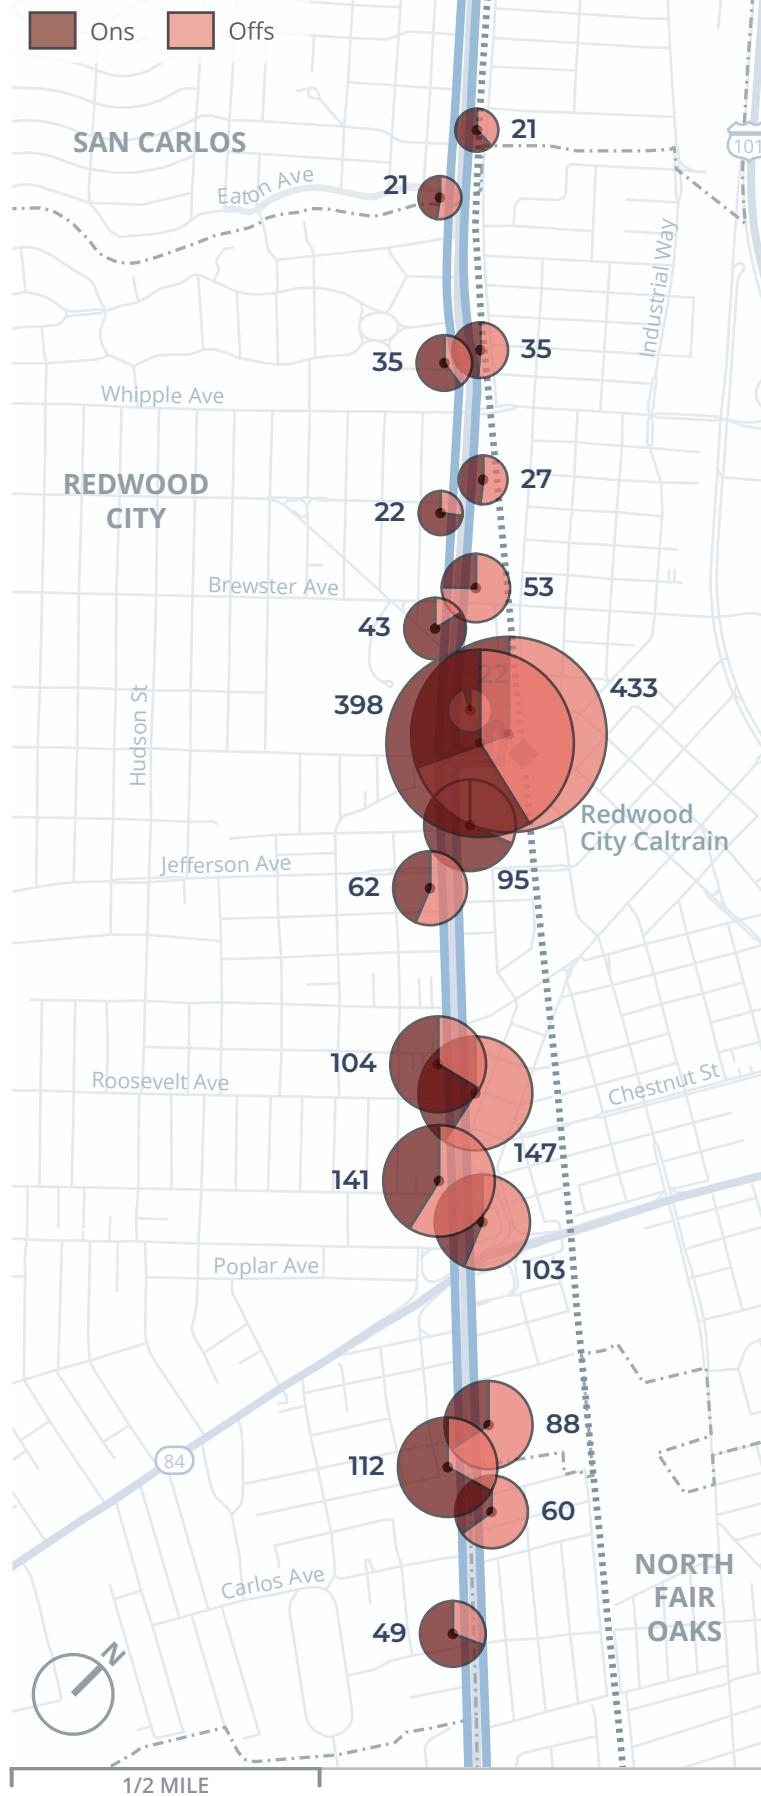 Ons
Offs
21
SAN CARLOS
101
21
Eaton Ave
Industrial Way
35
35
Whipple Ave
REDWOOD
CITY
27
22
Brewster Ave
53
43
22
433
398
Hudson St
Redwood
City Caltrain
Jefferson Ave
95
62
104
Roosevelt Ave
Chestnut St
147
141
Poplar Ave
103
88
84
112
60
NORTH
FAIR
OAKS
Carlos Ave
49
N
1/2 MILE